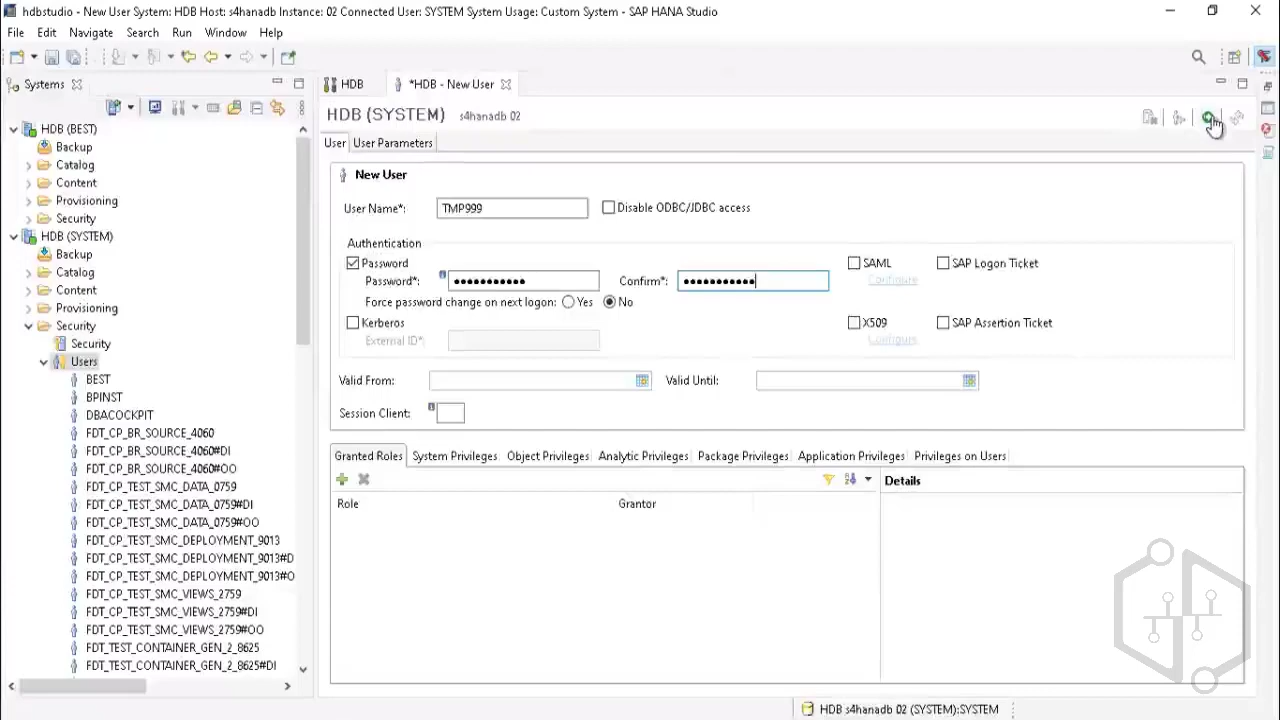 hdbstudio - New User System: HDB Host: s4hanadb Instance: 02 Connected User: SYSTEM System Usage: Custom System - SAP HANA Studio
File Edit Navigate Search Run Window Help
Systems
HDB
*HDB - New User
HDB (BEST)
Backup
Catalog
Content
Provisioning
Security
HDB (SYSTEM)
Backup
Catalog
Content
Provisioning
Security
Security
Users
BEST
BPINST
DBACOCKPIT
FDT_CP_BR_SOURCE_4060
FDT_CP_BR_SOURCE_4060#DI
FDT_CP_BR_SOURCE_4060#OO
FDT_CP_TEST_SMC_DATA_0759
FDT_CP_TEST_SMC_DATA_0759#DI
FDT_CP_TEST_SMC_DATA_0759#OO
FDT_CP_TEST_SMC_DEPLOYMENT_9013
FDT_CP_TEST_SMC_DEPLOYMENT_9013#D
FDT_CP_TEST_SMC_DEPLOYMENT_9013#O
FDT_CP_TEST_SMC_VIEWS_2759
FDT_CP_TEST_SMC_VIEWS_2759#DI
FDT_CP_TEST_SMC_VIEWS_2759#OO
FDT_TEST_CONTAINER_GEN_2_8625
FDT_TEST_CONTAINER_GEN_2_8625#DI
HDB (SYSTEM) s4hanadb 02
User User Parameters
New User
User Name*: TMP999 Disable ODBC/JDBC access
Authentication
Password SAML SAP Logon Ticket
Password*: ••••••••••• Confirm*: ••••••••••• Configure
Force password change on next logon: Yes No
Kerberos X509 SAP Assertion Ticket
External ID*: Configure
Valid From: Valid Until:
Session Client:
Granted Roles System Privileges Object Privileges Analytic Privileges Package Privileges Application Privileges Privileges on Users
Details
Role Grantor
HDB s4hanadb 02 (SYSTEM):SYSTEM